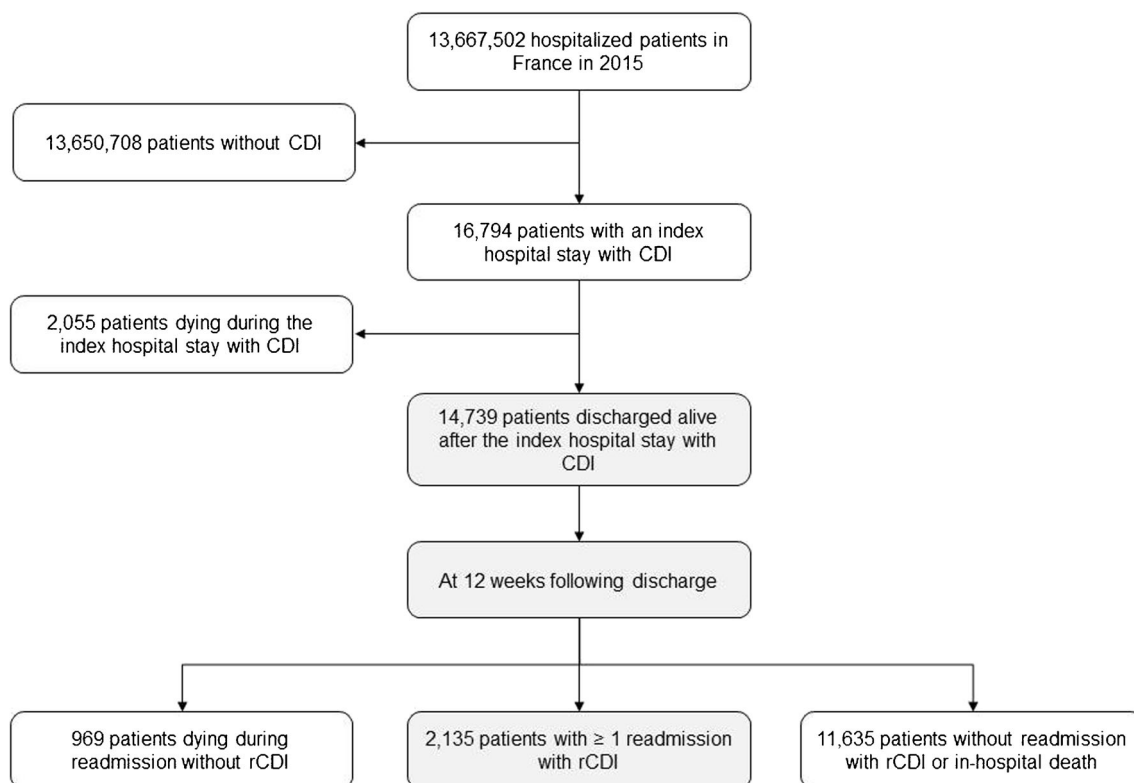 13,667,502 hospitalized patients in
France in 2015
13,650,708 patients without CDI
16,794 patients with an index
hospital stay with CDI
2,055 patients dying during the
index hospital stay with CDI
14,739 patients discharged alive
after the index hospital stay with
CDI
At 12 weeks following discharge
969 patients dying during
readmission without rCDI
2,135 patients with ≥ 1 readmission
with rCDI
11,635 patients without readmission
with rCDI or in-hospital death